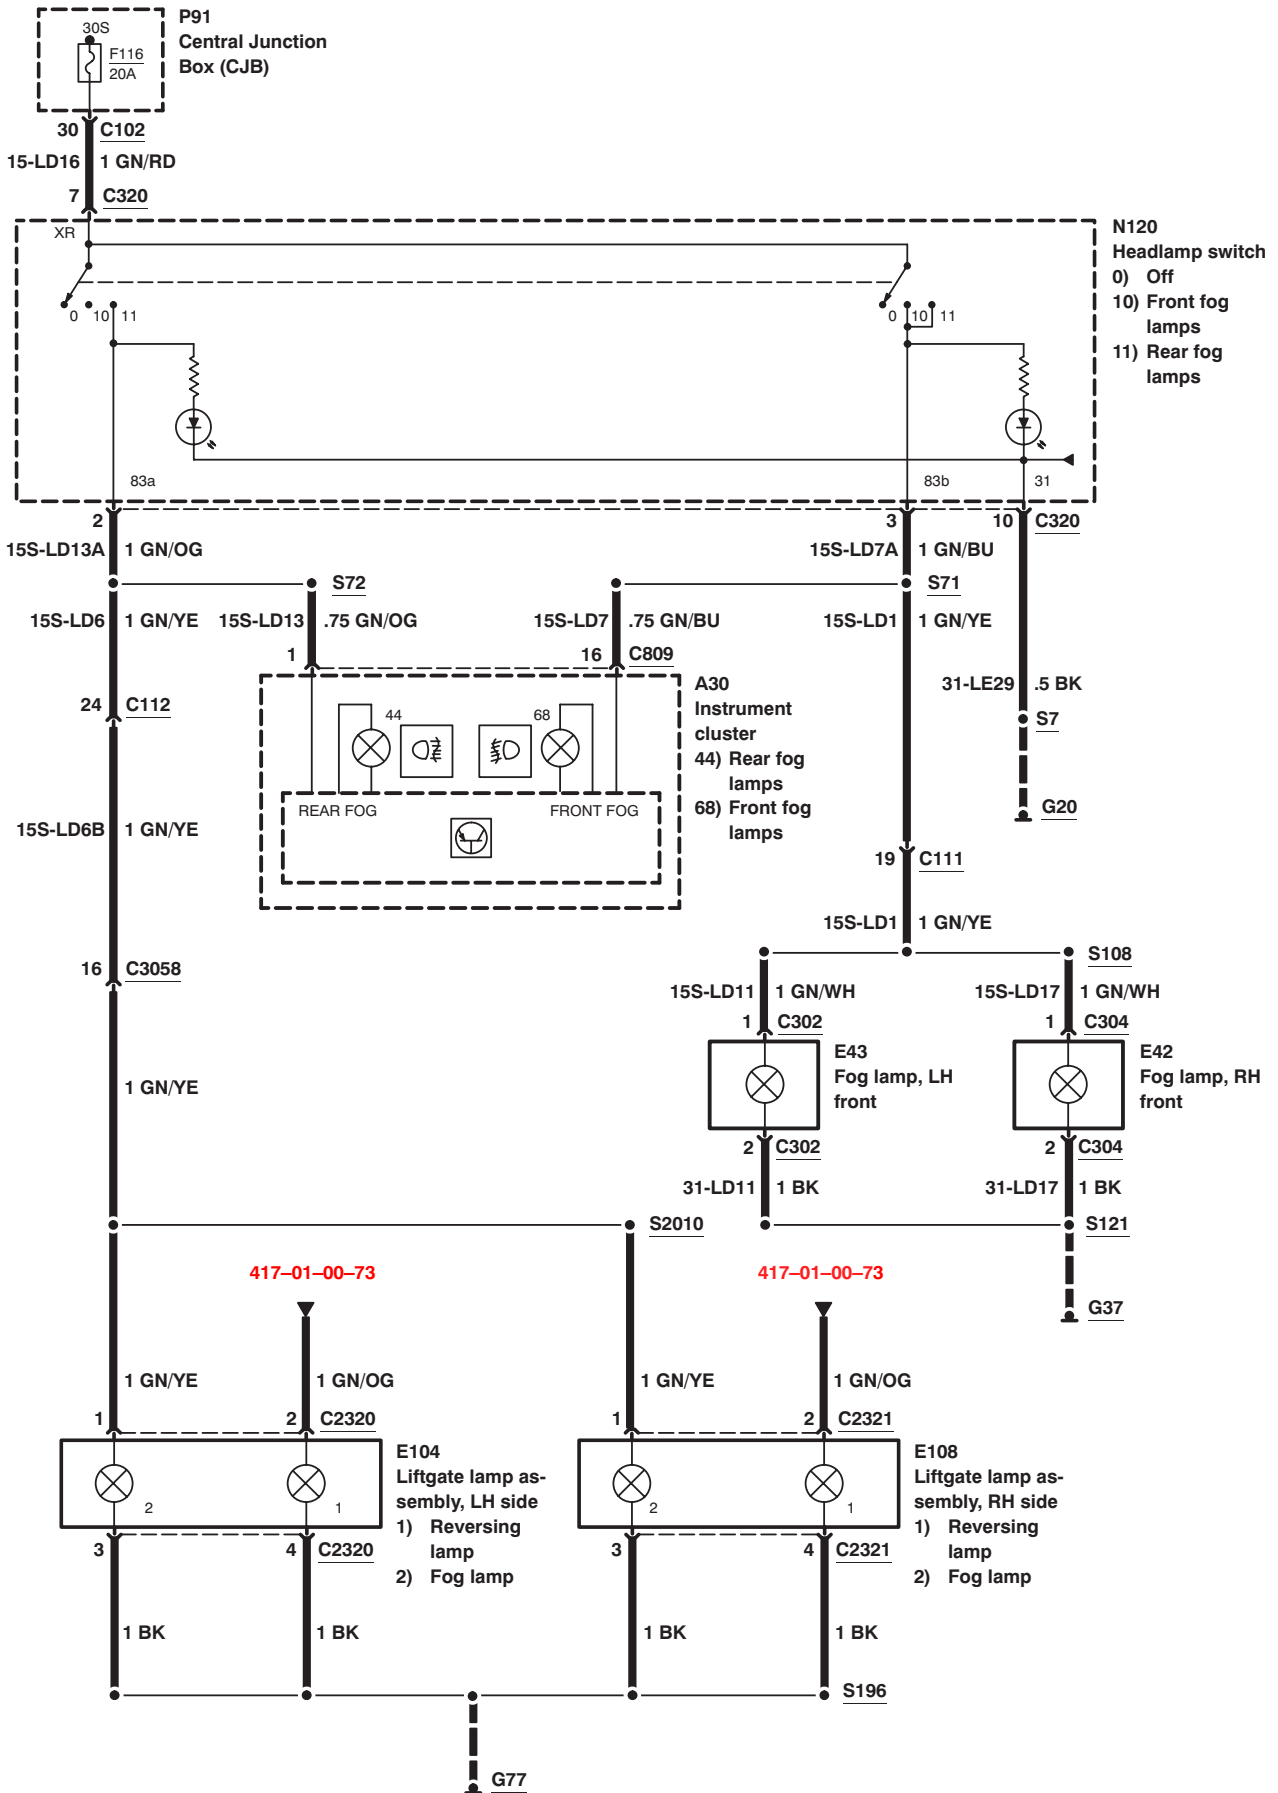 P91
30S
Central Junction
F116
Box (CJB)
20A
30 C102
15-LD16 1 GN/RD
7 C320
XR
N120
Headlamp switch
0) Off
10) Front fog
lamps
11) Rear fog
lamps
0 10 11
0 10 11
83a
83b
31
2
3
10 C320
15S-LD13A 1 GN/OG
15S-LD7A 1 GN/BU
S72
S71
15S-LD6 1 GN/YE
15S-LD13 .75 GN/OG
15S-LD7 .75 GN/BU
15S-LD1 1 GN/YE
1
16 C809
31-LE29 .5 BK
24 C112
S7
A30
Instrument
cluster
44) Rear fog
lamps
68) Front fog
lamps
44
68
REAR FOG
FRONT FOG
G20
15S-LD6B 1 GN/YE
19 C111
15S-LD1 1 GN/YE
S108
16 C3058
15S-LD11 1 GN/WH
15S-LD17 1 GN/WH
1 C302
1 C304
E43
Fog lamp, LH
front
E42
Fog lamp, RH
front
1 GN/YE
2 C302
2 C304
31-LD11 1 BK
31-LD17 1 BK
S2010
S121
417–01–00–73
417–01–00–73
G37
1 GN/YE
1 GN/OG
1 GN/YE
1 GN/OG
1
2 C2320
1
2 C2321
E104
Liftgate lamp as-
sembly, LH side
1) Reversing
lamp
2) Fog lamp
2
1
E108
Liftgate lamp as-
sembly, RH side
1) Reversing
lamp
2) Fog lamp
2
1
3
4 C2320
3
4 C2321
1 BK
1 BK
1 BK
1 BK
S196
G77